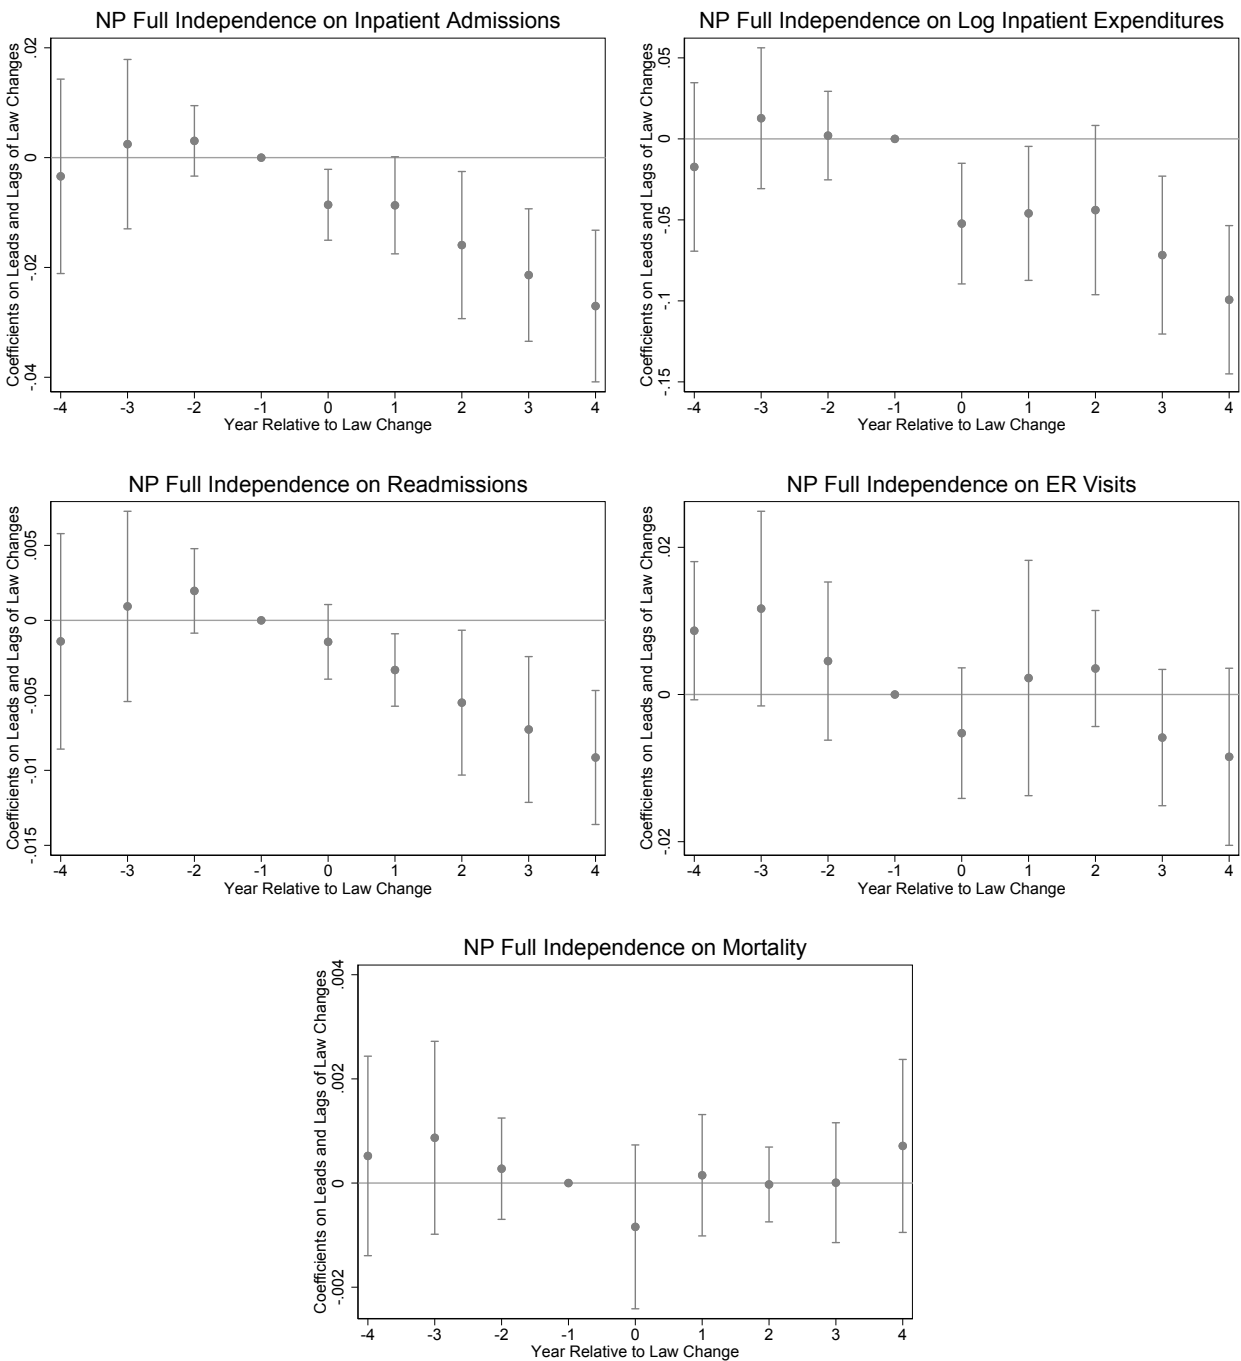 NP Full Independence on Inpatient Admissions
Coefficients on Leads and Lags of Law Changes
.02
0
-.02
-.04
-4 -3 -2 -1 0 1 2 3 4
Year Relative to Law Change
NP Full Independence on Log Inpatient Expenditures
Coefficients on Leads and Lags of Law Changes
.05
0
-.05
-.1
-.15
-4 -3 -2 -1 0 1 2 3 4
Year Relative to Law Change
NP Full Independence on Readmissions
Coefficients on Leads and Lags of Law Changes
.005
0
-.005
-.01
-.015
-4 -3 -2 -1 0 1 2 3 4
Year Relative to Law Change
NP Full Independence on ER Visits
Coefficients on Leads and Lags of Law Changes
.02
0
-.02
-4 -3 -2 -1 0 1 2 3 4
Year Relative to Law Change
NP Full Independence on Mortality
Coefficients on Leads and Lags of Law Changes
.004
.002
0
-.002
-4 -3 -2 -1 0 1 2 3 4
Year Relative to Law Change